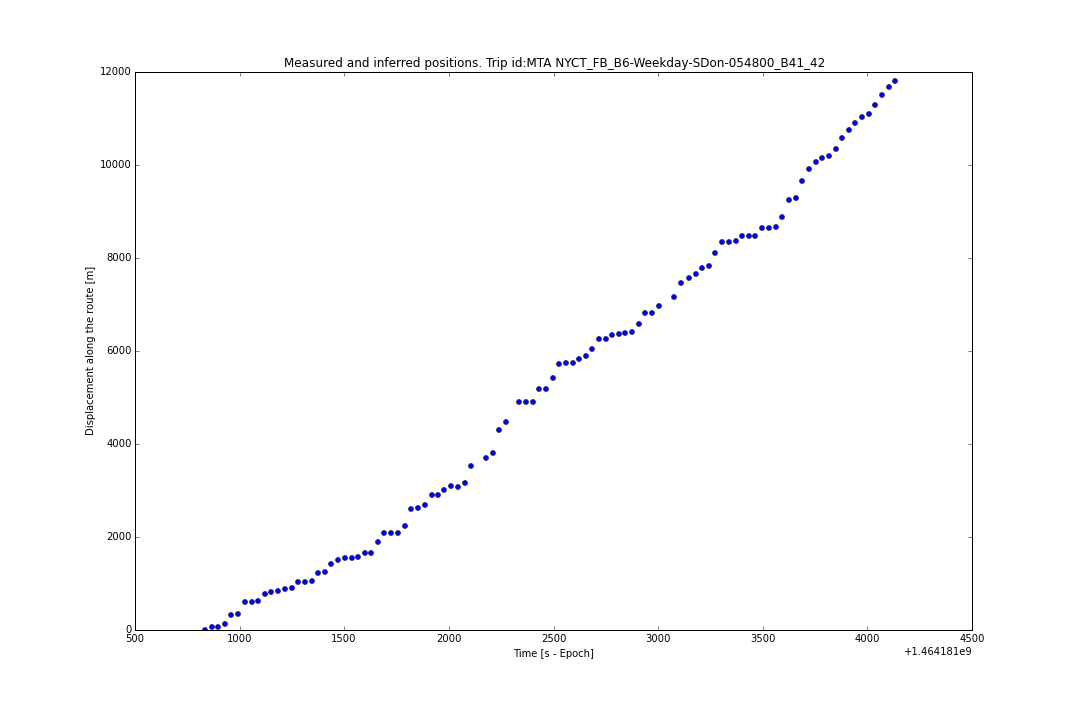 Measured and inferred positions. Trip id:MTA NYCT_FB_B6-Weekday-SDon-054800_B41_42
12000
10000
8000
6000
4000
2000
0
Displacement along the route [m]
500 1000 1500 2000 2500 3000 3500 4000 4500
+1.464181e9
Time [s - Epoch]